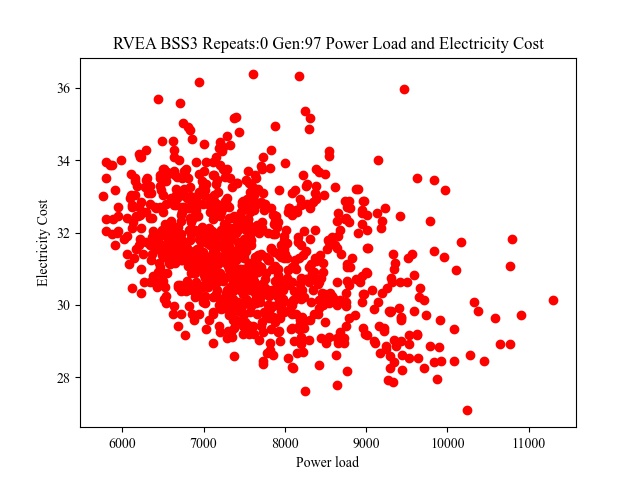 RVEA BSS3 Repeats:0 Gen:97 Power Load and Electricity Cost
36
34
32
30
28
Electricity Cost
6000 7000 8000 9000 10000 11000
Power load